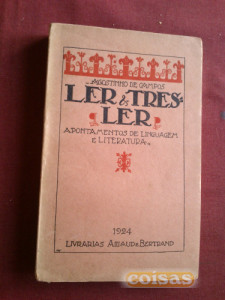 AGOSTINHO DE CAMPOS
LER & TRES-
LER
APONTAMENTOS DE LINGUAGEM
E LITERATURA
1924
LIVRARIAS AILLAUD E BERTRAND
coisas